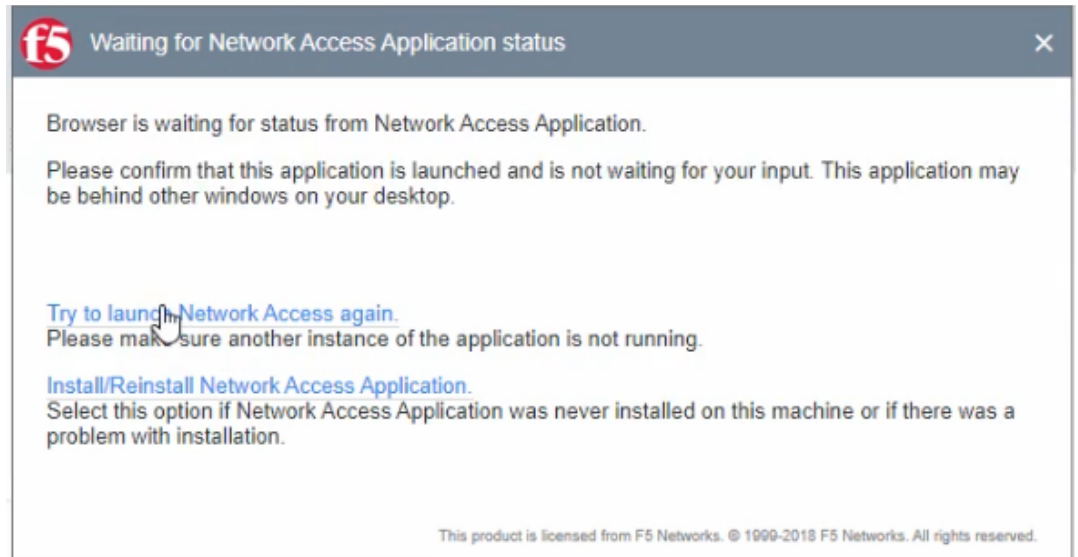 f5 Waiting for Network Access Application status
Browser is waiting for status from Network Access Application.
Please confirm that this application is launched and is not waiting for your input. This application may
be behind other windows on your desktop.
Try to launch Network Access again.
Please make sure another instance of the application is not running.
Install/Reinstall Network Access Application.
Select this option if Network Access Application was never installed on this machine or if there was a
problem with installation.
This product is licensed from F5 Networks. © 1999-2018 F5 Networks. All rights reserved.